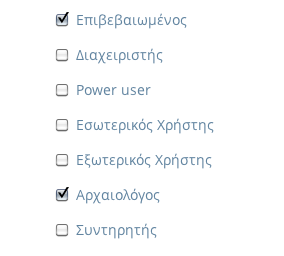 Επιβεβαιωμένος
Διαχειριστής
Power user
Εσωτερικός Χρήστης
Εξωτερικός Χρήστης
Αρχαιολόγος
Συντηρητής